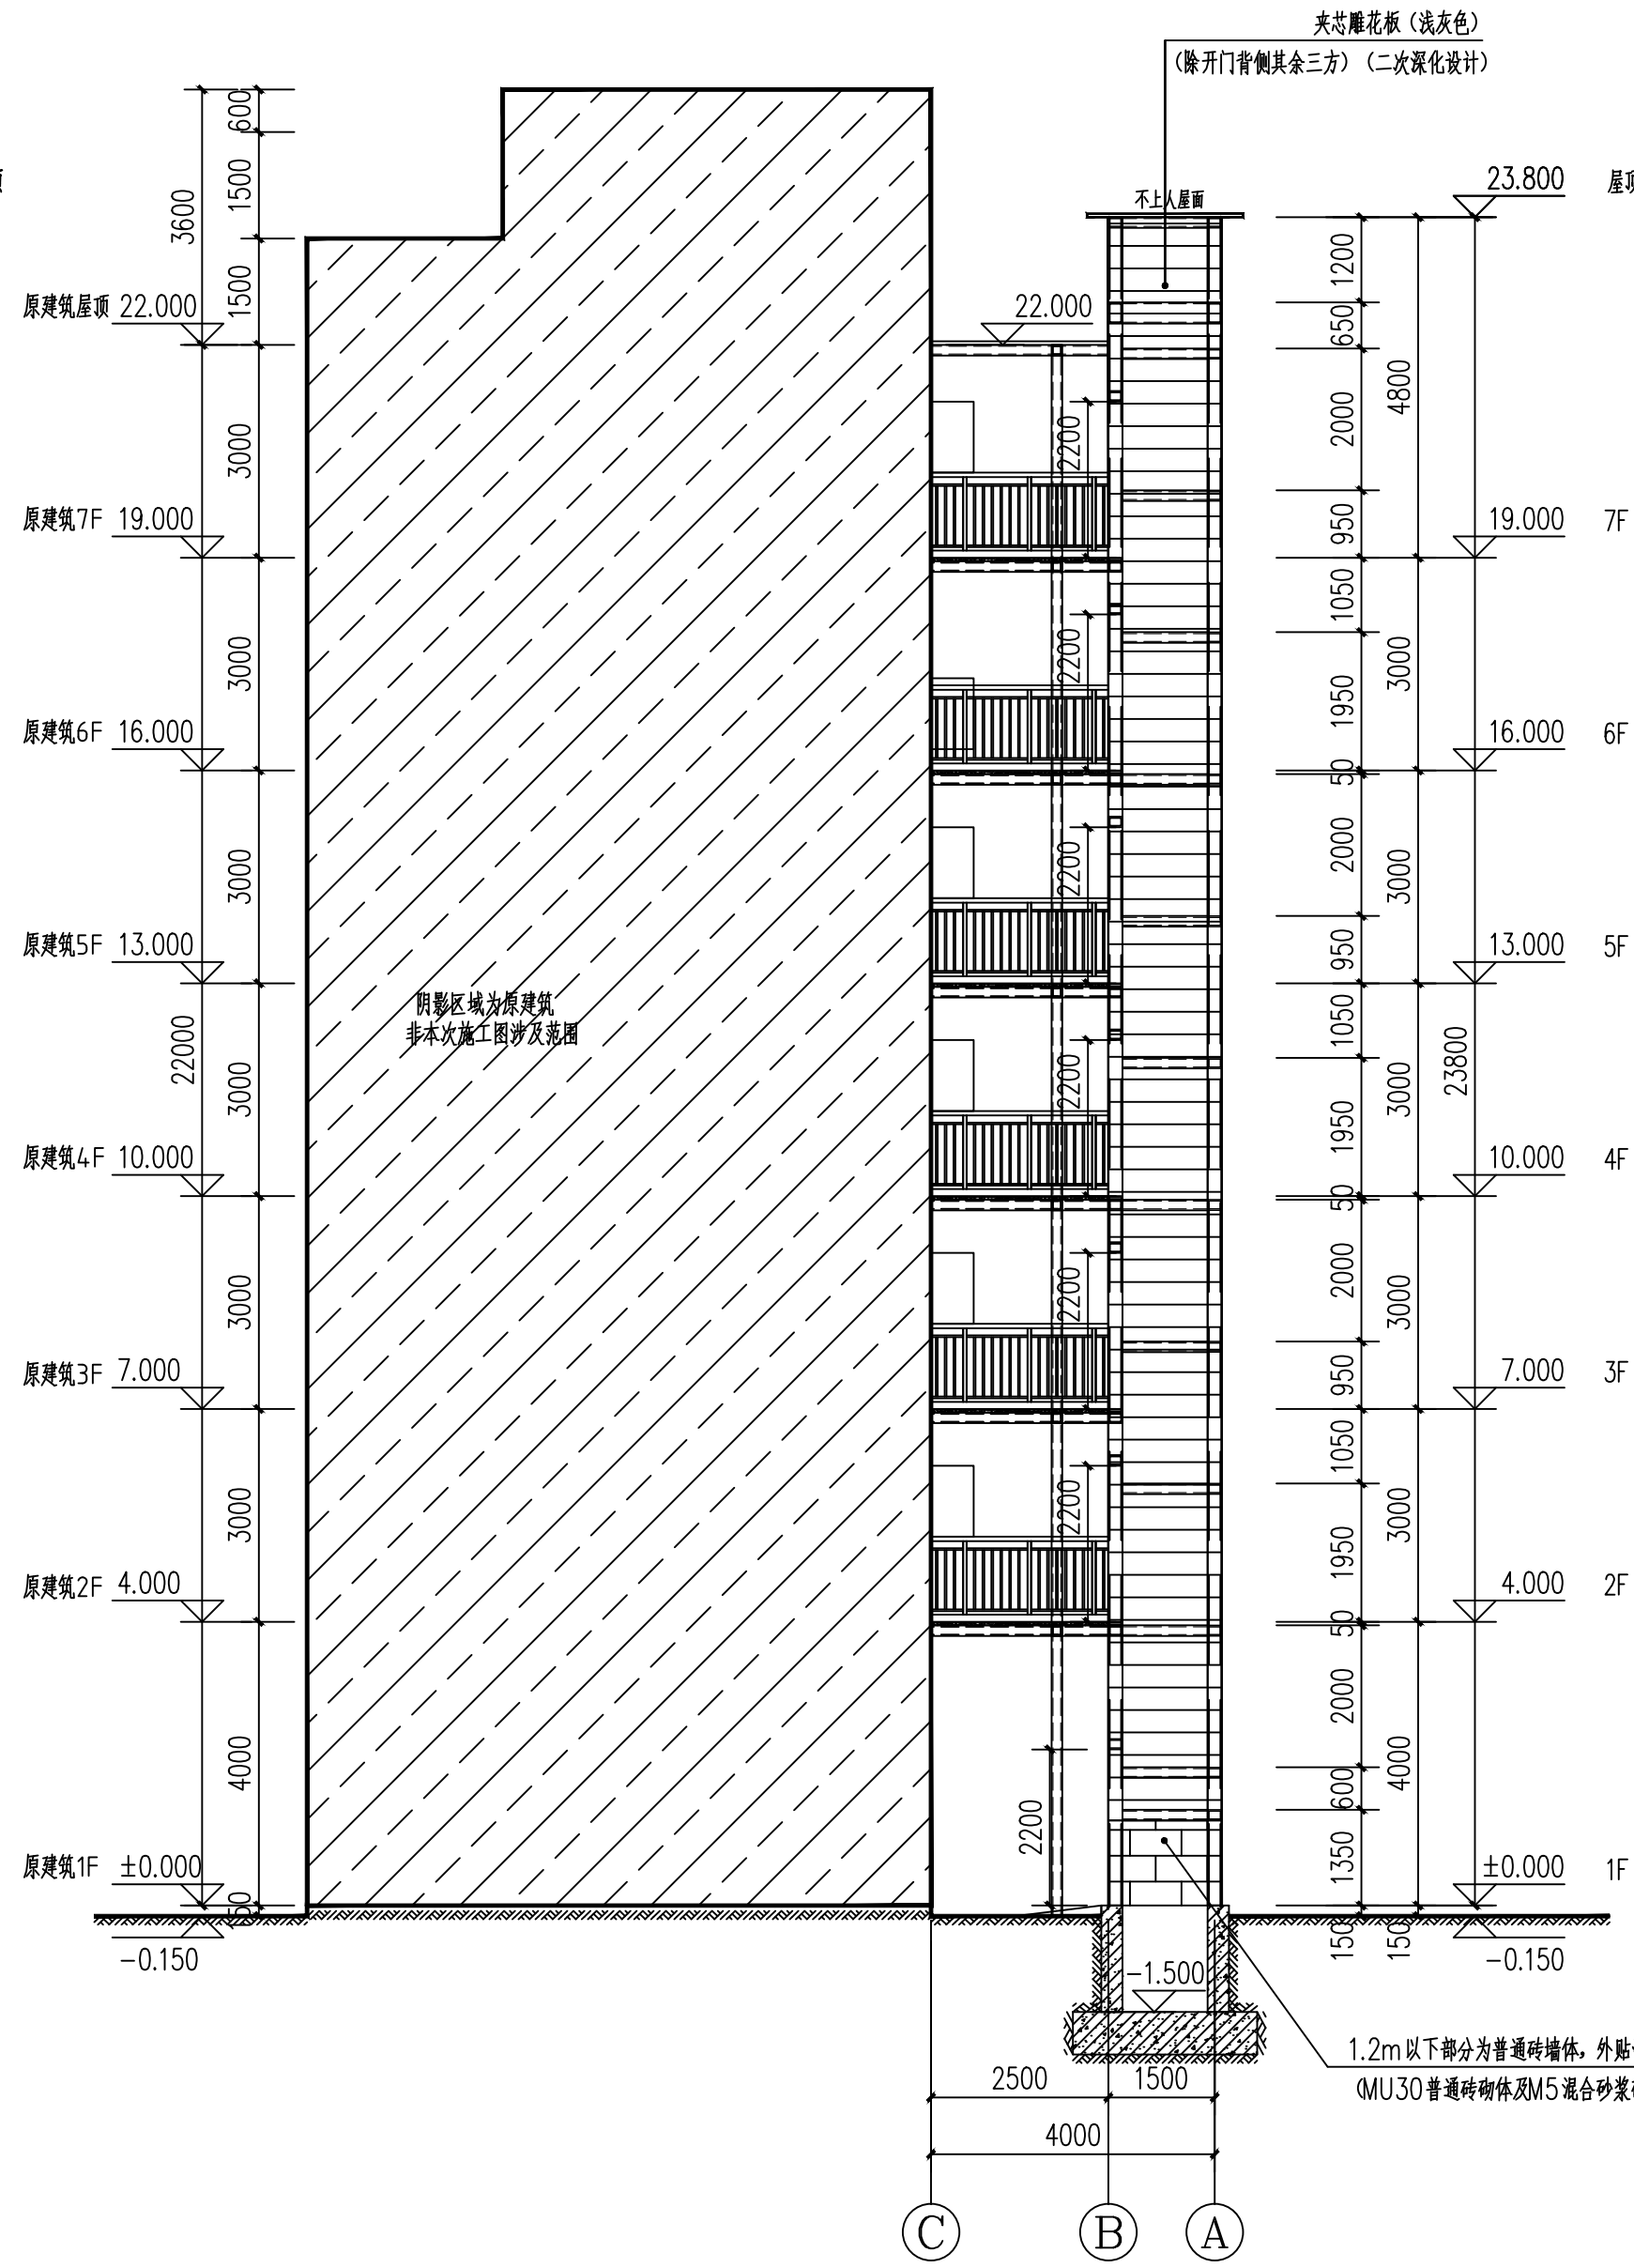 夹芯雕花板（浅灰色）
（除开门背侧其余三方）（二次深化设计）
不上人屋面
600
1500
1500
3600
3000
3000
3000
3000
3000
3000
4000
22000
150
原建筑屋顶 22.000
原建筑7F 19.000
原建筑6F 16.000
原建筑5F 13.000
原建筑4F 10.000
原建筑3F 7.000
原建筑2F 4.000
原建筑1F ±0.000
-0.150
阴影区域为原建筑
非本次施工图涉及范围
22.000
2200
2200
2200
2200
2200
2200
2200
-1.500
1200
650
2000
950
1050
1950
50
2000
950
1050
1950
50
2000
950
1050
1950
50
2000
600
1350
150
4800
3000
3000
3000
3000
3000
4000
150
23800
23.800 屋顶
19.000 7F
16.000 6F
13.000 5F
10.000 4F
7.000 3F
4.000 2F
±0.000 1F
-0.150
1.2m以下部分为普通砖墙体，外贴
（MU30普通砖砌体及M5混合砂浆
2500
1500
4000
C
B
A